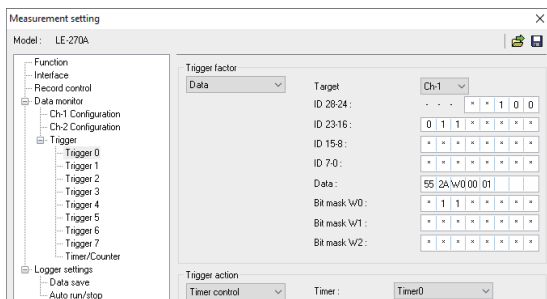 Measurement setting
Model : LE-270A
Function
Interface
Record control
Data monitor
Ch-1 Configuration
Ch-2 Configuration
Trigger
Trigger 0
Trigger 1
Trigger 2
Trigger 3
Trigger 4
Trigger 5
Trigger 6
Trigger 7
Timer/Counter
Logger settings
Data save
Auto run/stop
Trigger factor
Data
Target Ch-1
ID 28-24 : - - - * * 1 0 0
ID 23-16 : 0 1 1 * * * * *
ID 15-8 : * * * * * * * *
ID 7-0 : * * * * * * * *
Data : 55 2A W0 00 01
Bit mask W0 : * 1 1 * * * * *
Bit mask W1 : * * * * * * * *
Bit mask W2 : * * * * * * * *
Trigger action
Timer control Timer : Timer0